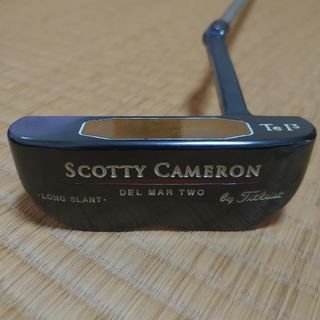 Te I³
SCOTTY CAMERON
DEL MAR TWO
· LONG SLANT ·
by Titleist